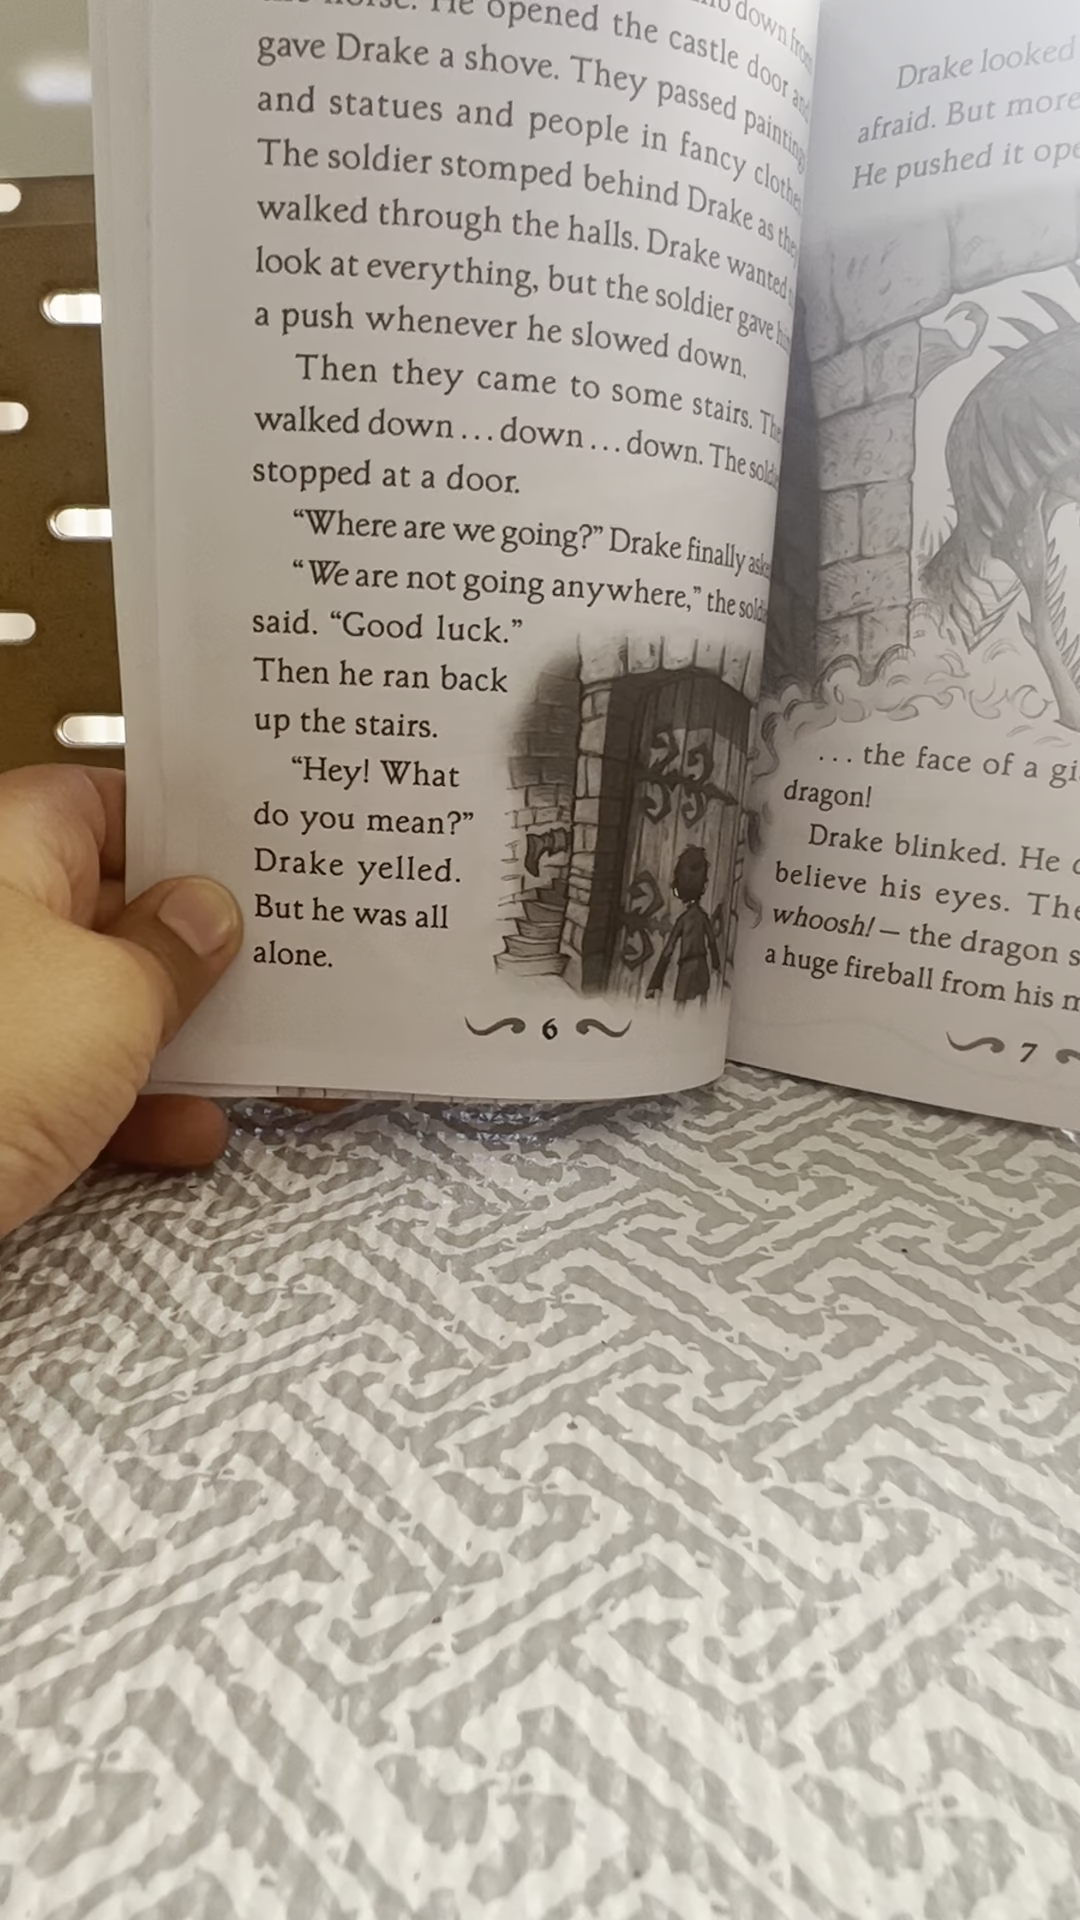 He opened the castle door
down from
gave Drake a shove. They passed
and statues and people in fancy
The soldier stomped behind Drake as
walked through the halls. Drake wanted
look at everything, but the soldier gave
a push whenever he slowed down.
Then they came to some stairs.
walked down ... down ... down. The
stopped at a door.
“Where are we going?” Drake finally
“We are not going anywhere,” the
said. “Good luck.”
Then he ran back
up the stairs.
“Hey! What
do you mean?”
Drake yelled.
But he was all
alone.
6
Drake looked
afraid. But more
He pushed it
... the face of a
dragon!
Drake blinked. He
believe his eyes.
whoosh! — the dragon
a huge fireball from his
7